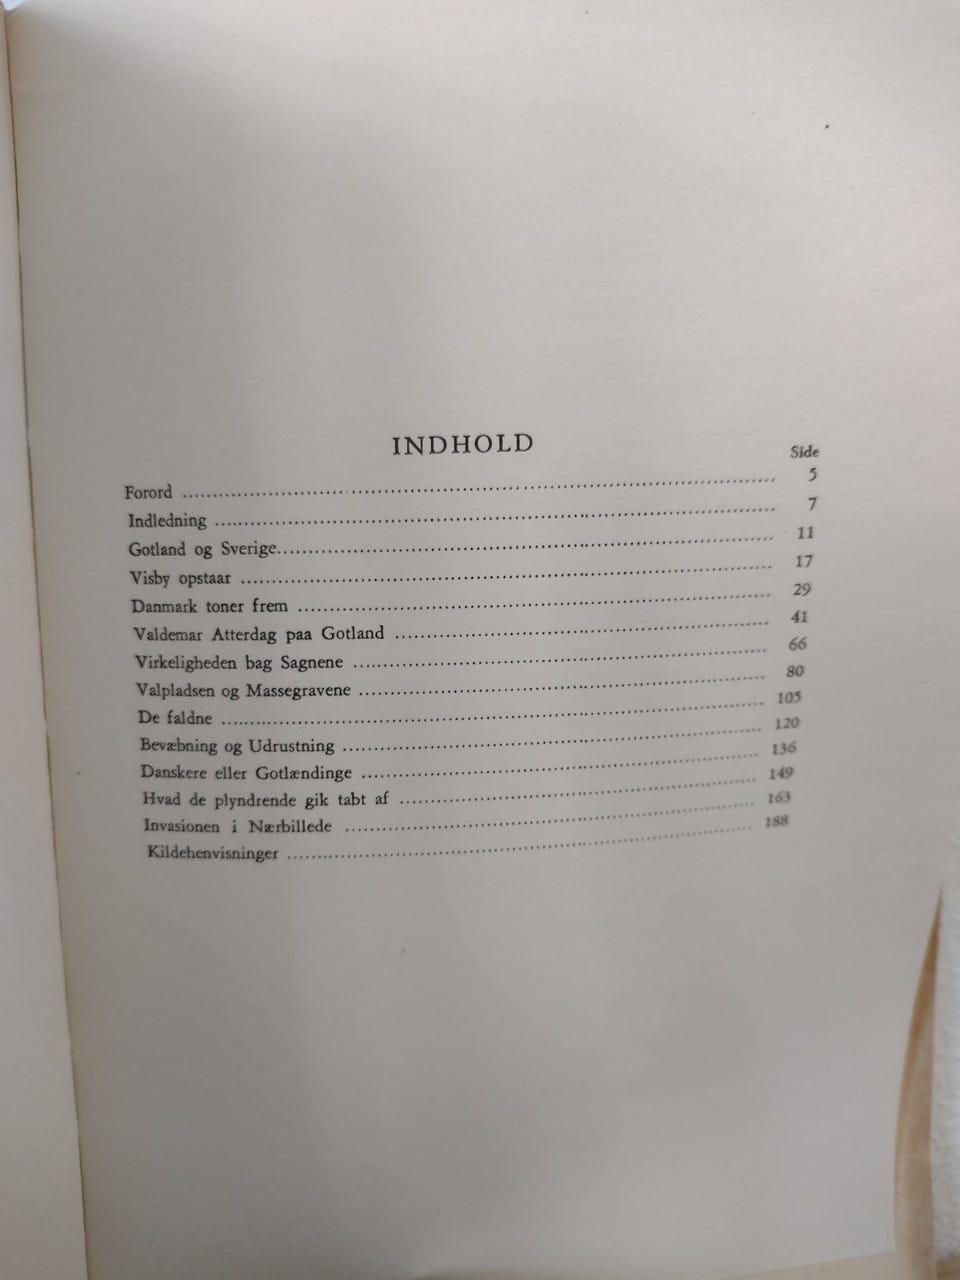 INDHOLD
Side
Forord 5
Indledning 7
Gotland og Sverige 11
Visby opstaar 17
Danmark toner frem 29
Valdemar Atterdag paa Gotland 41
Virkeligheden bag Sagnene 66
Valpladsen og Massegravene 80
De faldne 105
Bevæbning og Udrustning 120
Danskere eller Gotlændinge 136
Hvad de plyndrende gik tabt af 149
Invasionen i Nærbillede 163
Kildehenvisninger 188